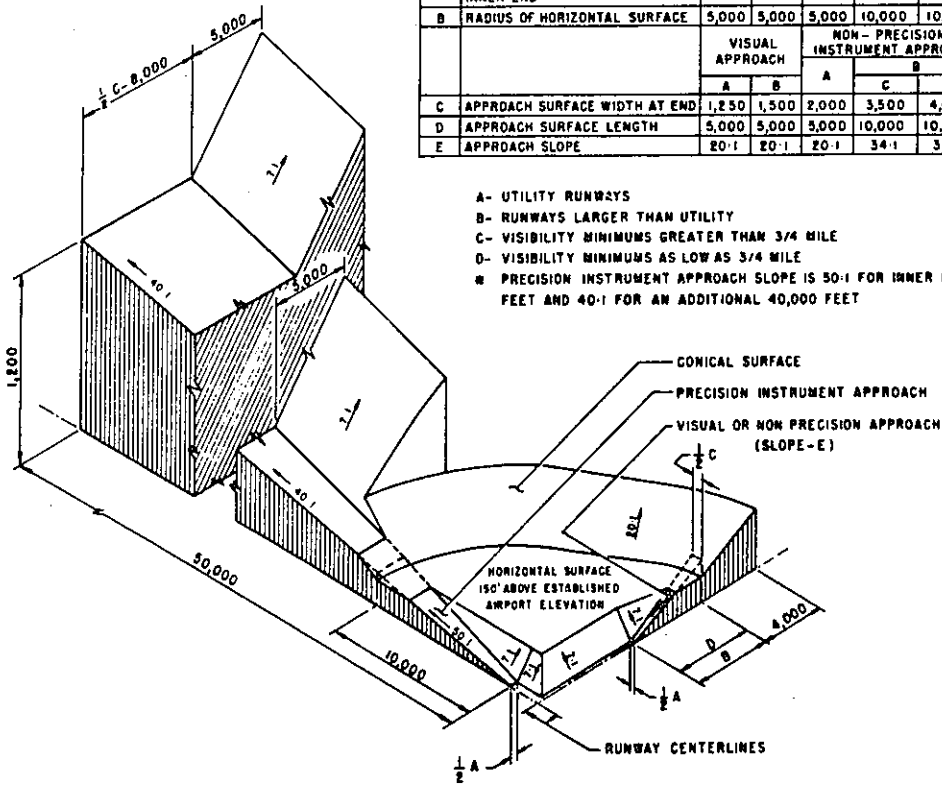 B RADIUS OF HORIZONTAL SURFACE 5,000 5,000 5,000 10,000 10
VISUAL APPROACH
NON-PRECISION INSTRUMENT APPRO
A B A B
C
C APPROACH SURFACE WIDTH AT END 1,250 1,500 2,000 3,500 4,
D APPROACH SURFACE LENGTH 5,000 5,000 5,000 10,000 10,
E APPROACH SLOPE 20:1 20:1 20:1 34:1 3
A- UTILITY RUNWAYS
B- RUNWAYS LARGER THAN UTILITY
C- VISIBILITY MINIMUMS GREATER THAN 3/4 MILE
D- VISIBILITY MINIMUMS AS LOW AS 3/4 MILE
* PRECISION INSTRUMENT APPROACH SLOPE IS 50:1 FOR INNER
FEET AND 40:1 FOR AN ADDITIONAL 40,000 FEET
5,000
1/2 C-8,000
7:1
40:1
5,000
1,200
7:1
40:1
CONICAL SURFACE
PRECISION INSTRUMENT APPROACH
VISUAL OR NON PRECISION APPROACH
(SLOPE-E)
1/2 C
20:1
HORIZONTAL SURFACE
150' ABOVE ESTABLISHED
AIRPORT ELEVATION
50,000
50:1
7:1
7:1
7:1
7:1
10,000
D
B
4,000
1/2 A
1/2 A
RUNWAY CENTERLINES